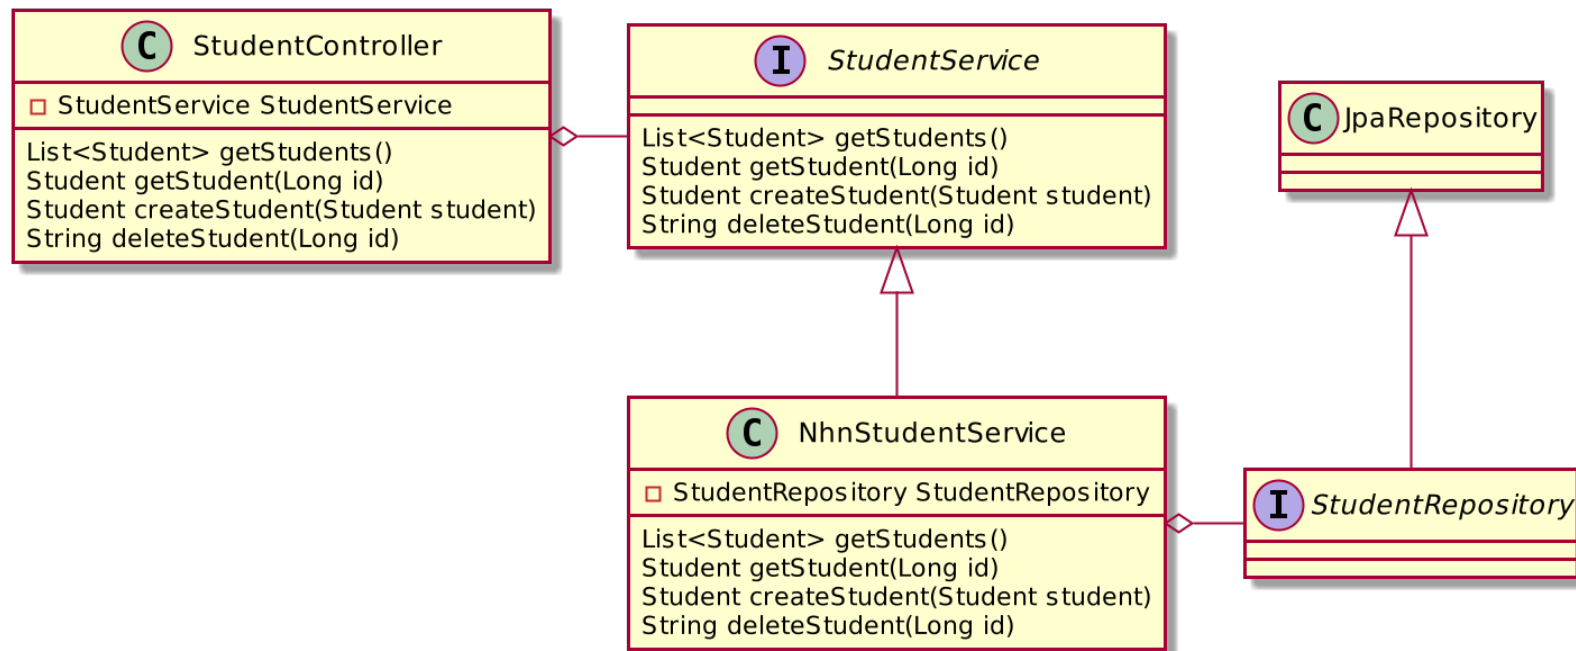 C StudentController
StudentService StudentService
List<Student> getStudents()
Student getStudent(Long id)
Student createStudent(Student student)
String deleteStudent(Long id)
I StudentService
List<Student> getStudents()
Student getStudent(Long id)
Student createStudent(Student student)
String deleteStudent(Long id)
C JpaRepository
C NhnStudentService
StudentRepository StudentRepository
List<Student> getStudents()
Student getStudent(Long id)
Student createStudent(Student student)
String deleteStudent(Long id)
I StudentRepository